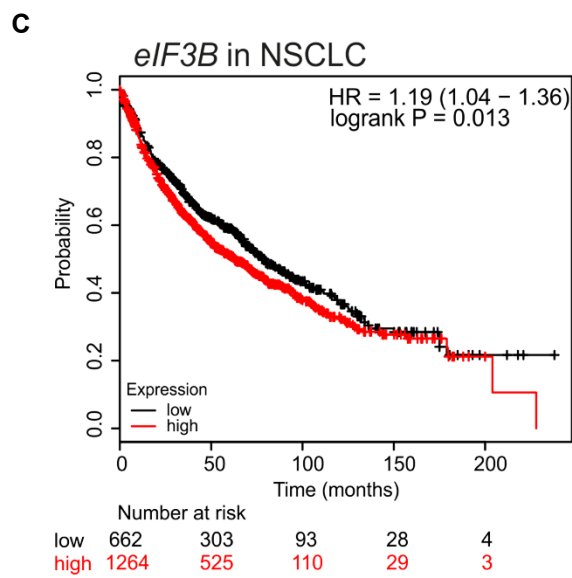 C
eIF3B in NSCLC
HR = 1.19 (1.04 − 1.36)
logrank P = 0.013
Probability
1.0
0.8
0.6
0.4
0.2
0.0
Expression
low
high
0 50 100 150 200
Time (months)
Number at risk
low 662 303 93 28 4
high 1264 525 110 29 3